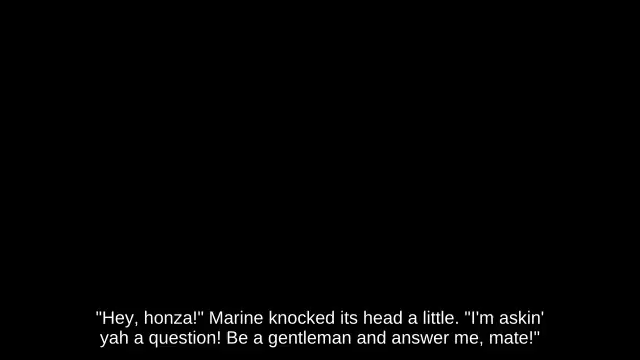 "Hey, honza!" Marine knocked its head a little. "I'm askin'
yah a question! Be a gentleman and answer me, mate!"